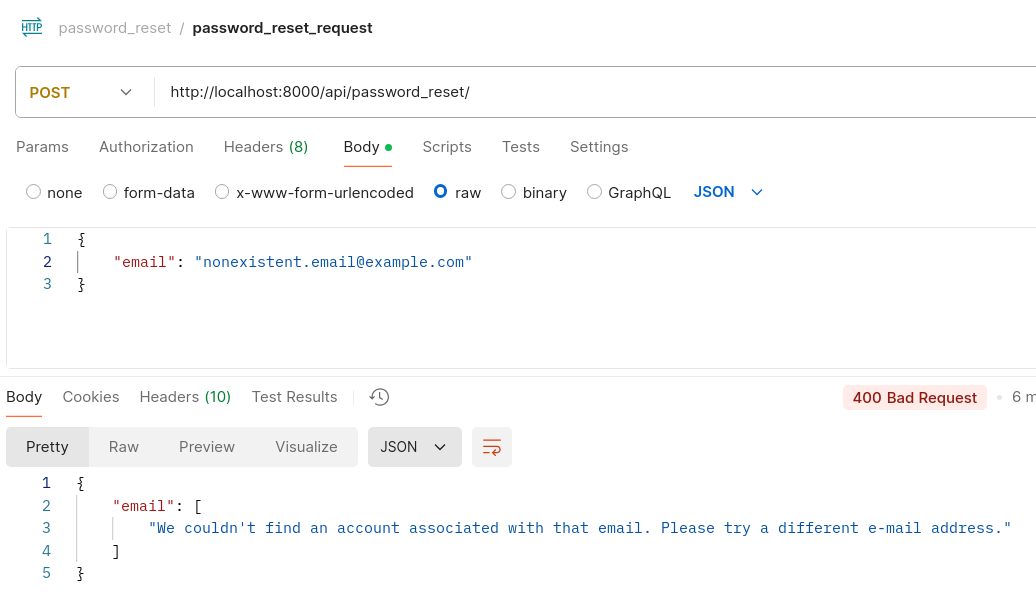 HTTP password_reset / password_reset_request
POST http://localhost:8000/api/password_reset/
Params Authorization Headers (8) Body Scripts Tests Settings
none form-data x-www-form-urlencoded raw binary GraphQL JSON
1 {
2 "email": "nonexistent.email@example.com"
3 }
Body Cookies Headers (10) Test Results 400 Bad Request 6 m
Pretty Raw Preview Visualize JSON
1 {
2 "email": [
3 "We couldn't find an account associated with that email. Please try a different e-mail address."
4 ]
5 }